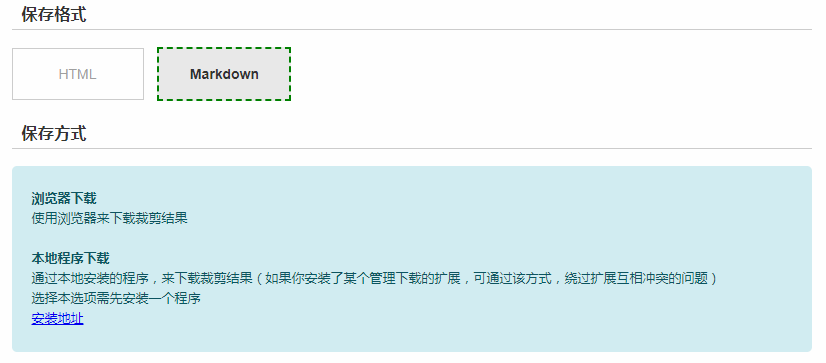 保存格式
HTML
Markdown
保存方式
浏览器下载
使用浏览器来下载裁剪结果
本地程序下载
通过本地安装的程序，来下载裁剪结果（如果你安装了某个管理下载的扩展，可通过该方式，绕过扩展互相冲突的问题）
选择本选项需先安装一个程序
安装地址